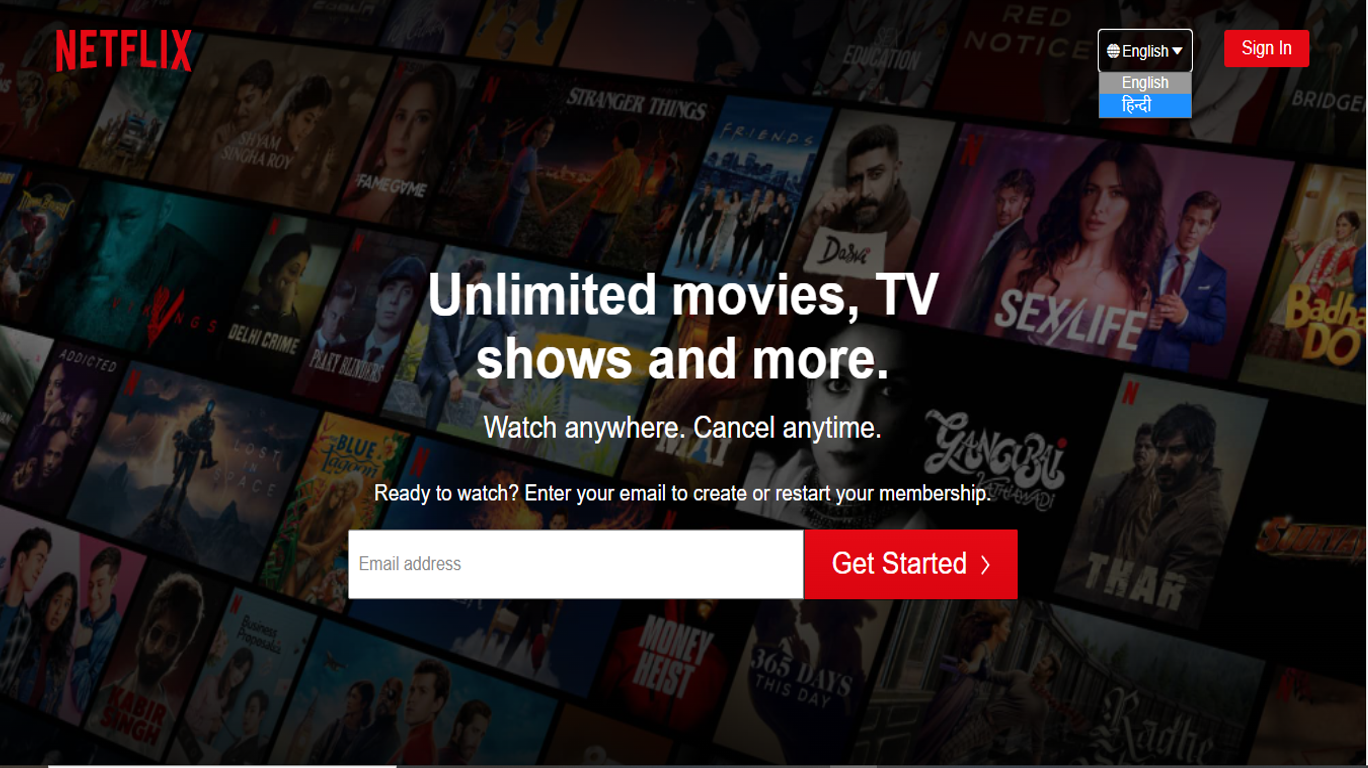 NETFLIX
English
Sign In
English
हिन्दी
RED
NOTICE
SEX
EDUCATION
STRANGER THINGS
FRIENDS
SHYAM
SINGHA ROY
FAME GAME
Dasvi
SEX/LIFE
VIKINGS
DELHI CRIME
PEAKY BLINDERS
Unlimited movies, TV
shows and more.
ADDICTED
Watch anywhere. Cancel anytime.
LOST
IN
SPACE
BLUE
Lagoon
GANGUBAI
KATHIAWADI
Ready to watch? Enter your email to create or restart your membership.
Email address
Get Started
THAR
Business
Proposal
MONEY
HEIST
365 DAYS
THIS DAY
KABIR
SINGH
Radhe